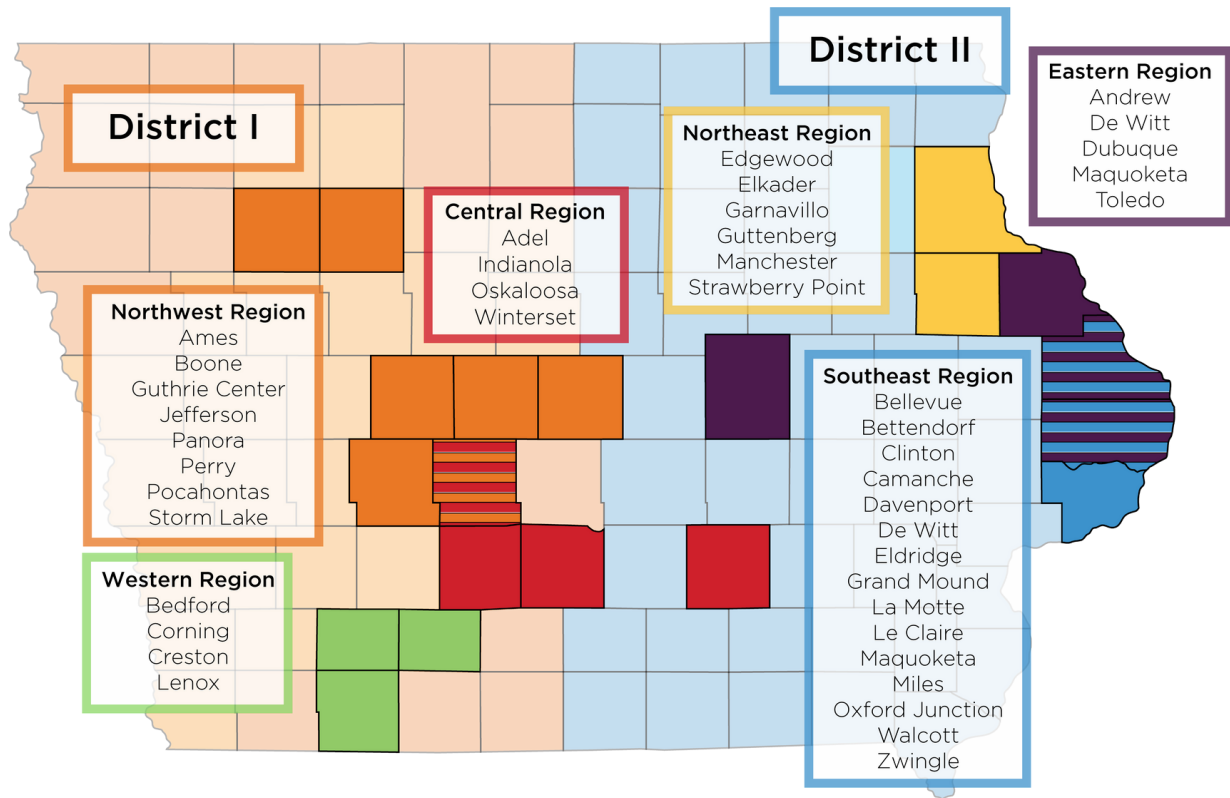 District I
District II
Eastern Region
Andrew
De Witt
Dubuque
Maquoketa
Toledo
Northeast Region
Edgewood
Elkader
Garnavillo
Guttenberg
Manchester
Strawberry Point
Central Region
Adel
Indianola
Oskaloosa
Winterset
Northwest Region
Ames
Boone
Guthrie Center
Jefferson
Panora
Perry
Pocahontas
Storm Lake
Southeast Region
Bellevue
Bettendorf
Clinton
Camanche
Davenport
De Witt
Eldridge
Grand Mound
La Motte
Le Claire
Maquoketa
Miles
Oxford Junction
Walcott
Zwingle
Western Region
Bedford
Corning
Creston
Lenox